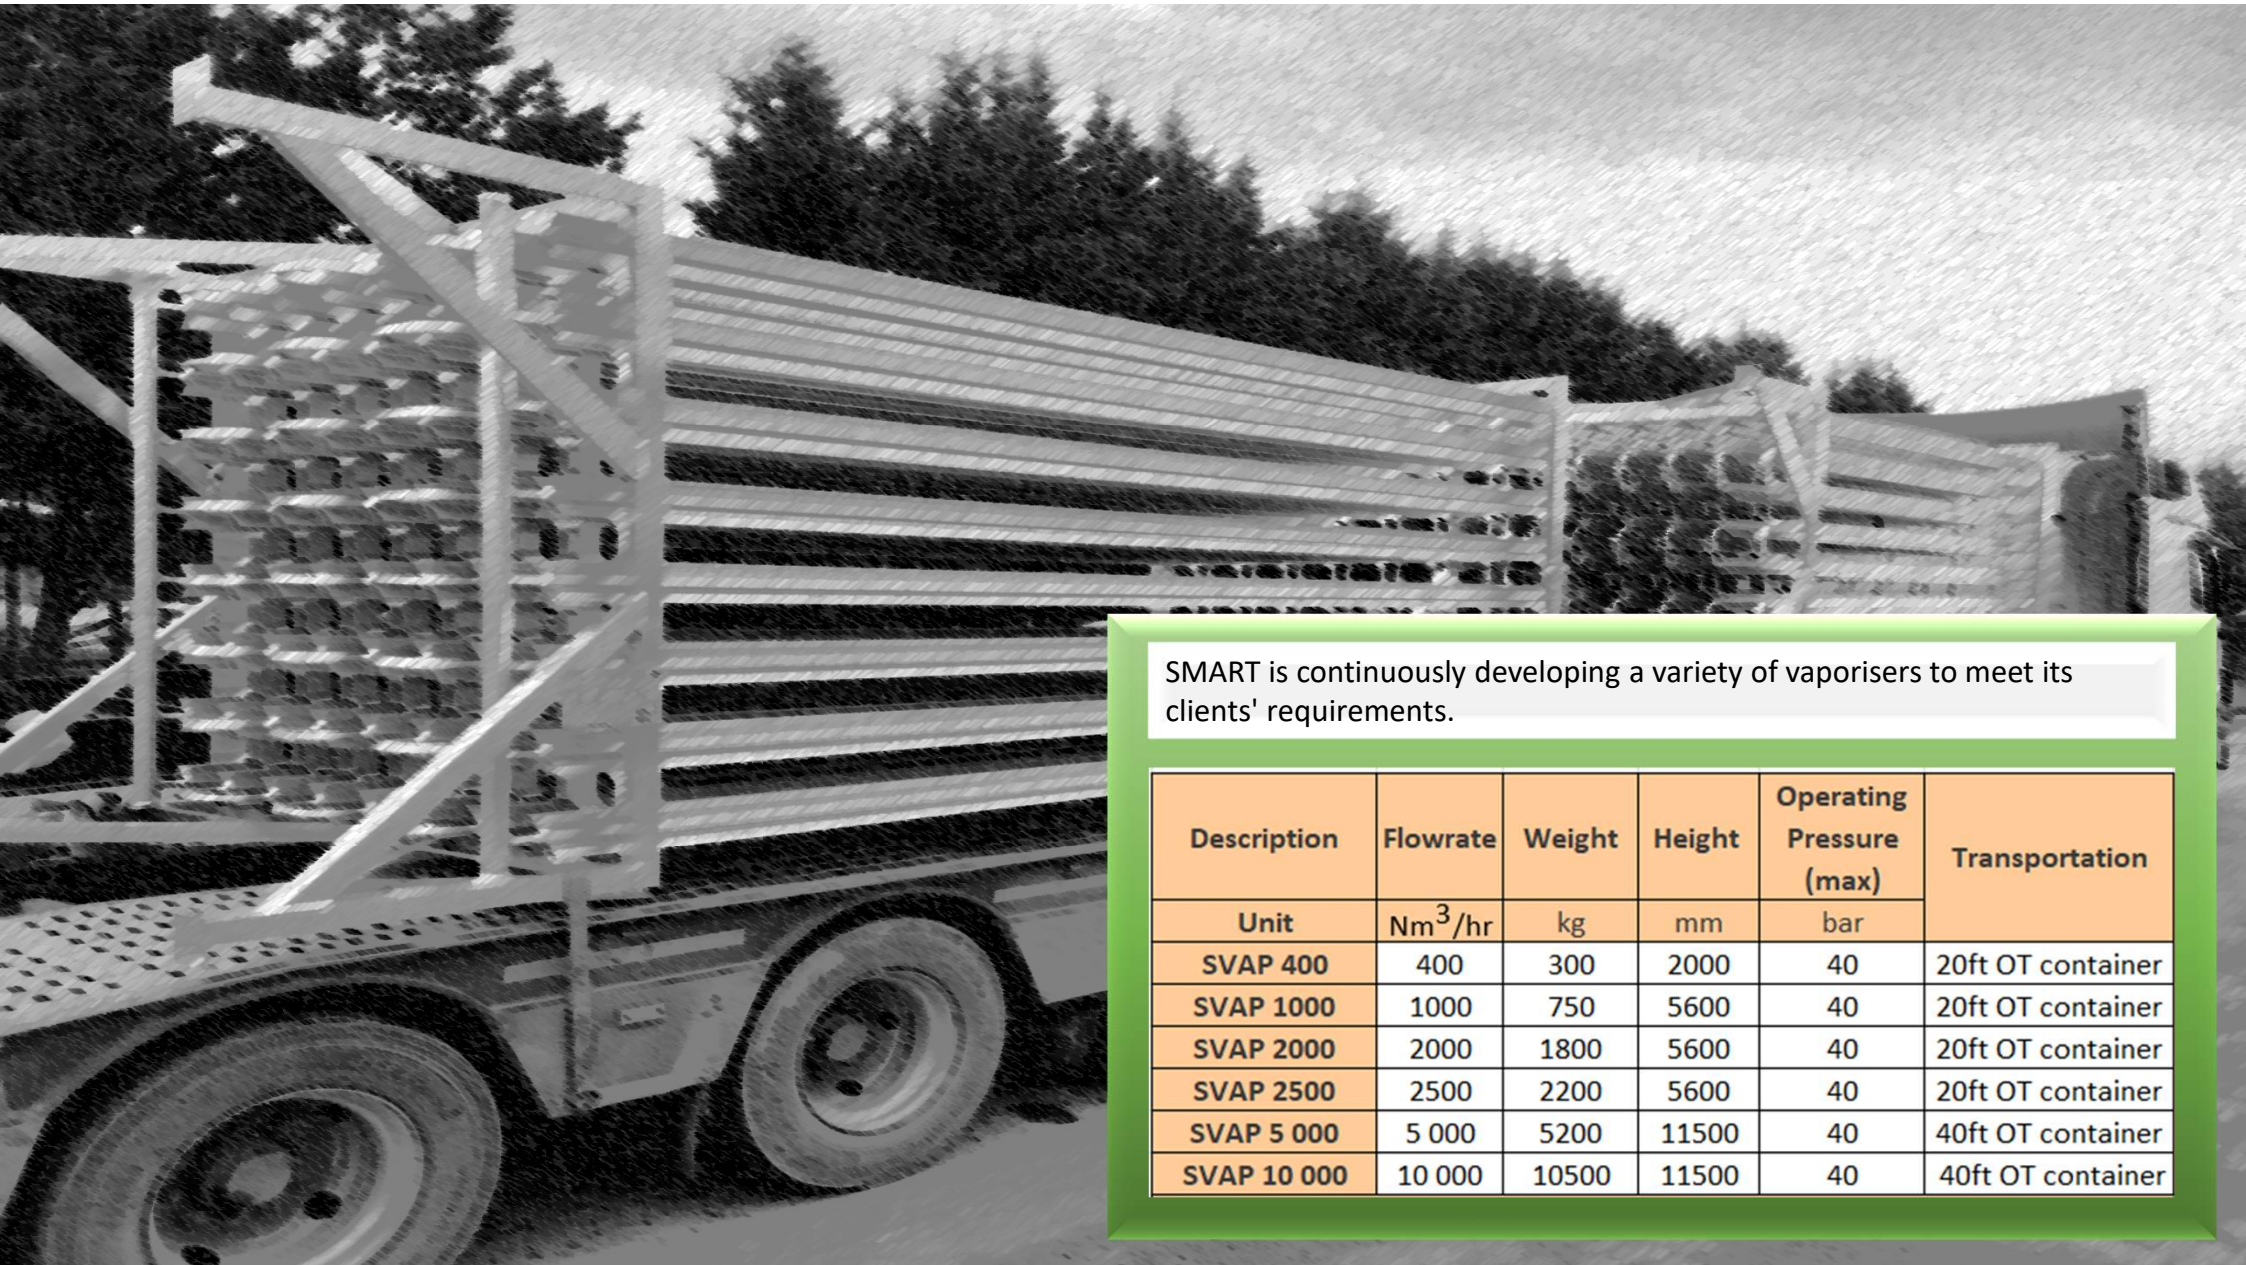 SMART is continuously developing a variety of vaporisers to meet its
clients' requirements.
Description Flowrate Weight Height Operating Pressure (max) Transportation
Unit Nm³/hr kg mm bar
SVAP 400 400 300 2000 40 20ft OT container
SVAP 1000 1000 750 5600 40 20ft OT container
SVAP 2000 2000 1800 5600 40 20ft OT container
SVAP 2500 2500 2200 5600 40 20ft OT container
SVAP 5 000 5 000 5200 11500 40 40ft OT container
SVAP 10 000 10 000 10500 11500 40 40ft OT container